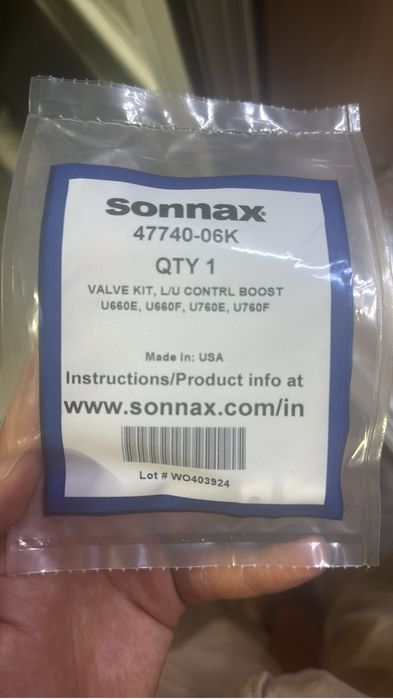 sonnax
47740-06K
QTY 1
VALVE KIT, L/U CONTRL BOOST
U660E, U660F, U760E, U760F
Made In: USA
Instructions/Product info at
www.sonnax.com/in
Lot # WO403924